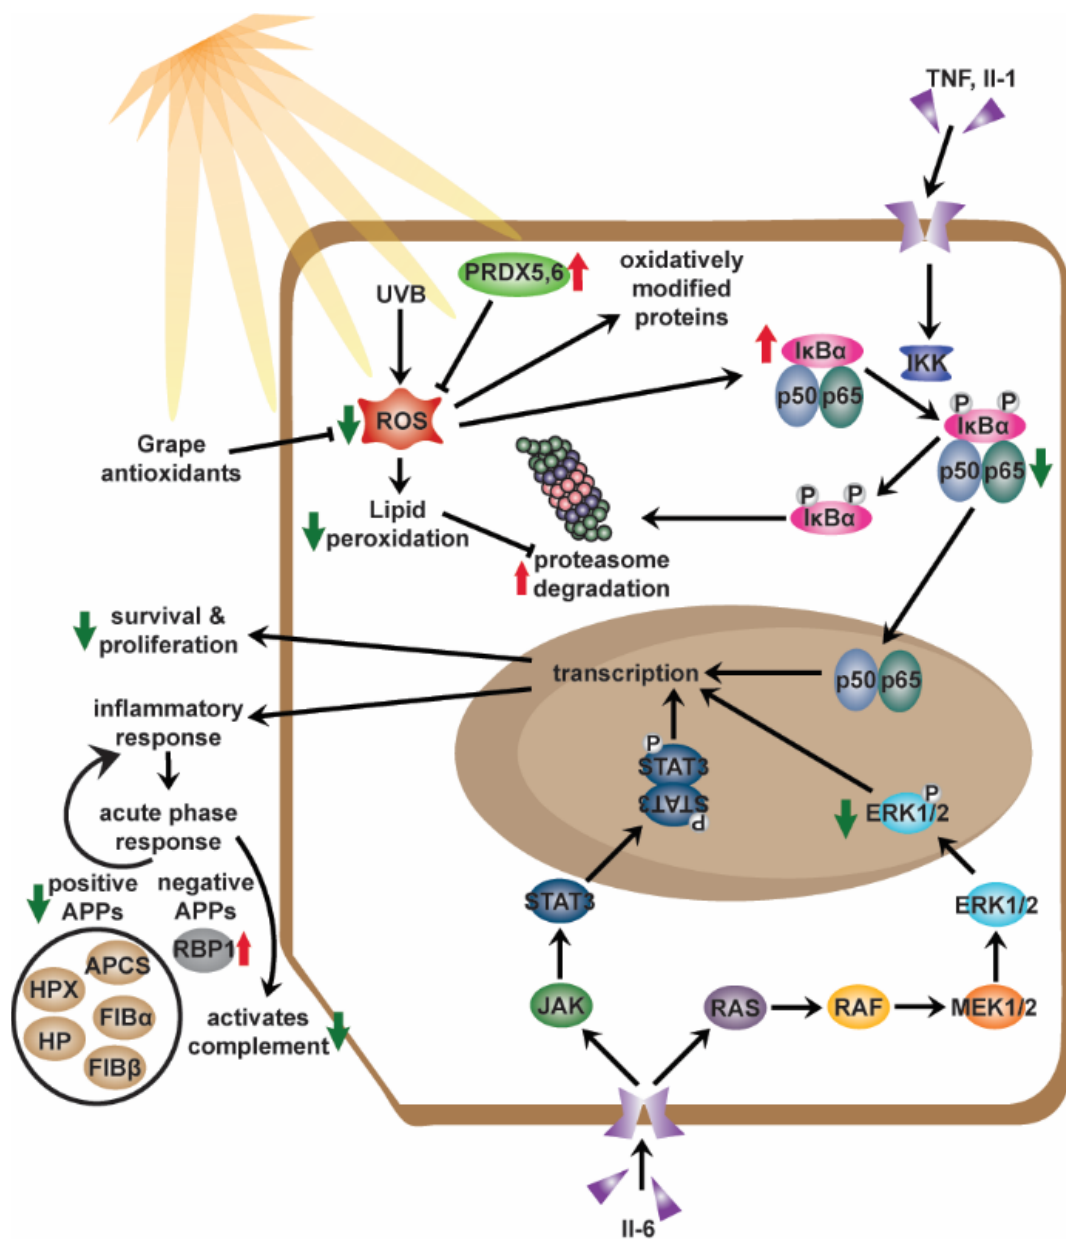 TNF, Il-1
PRDX5,6
UVB
oxidatively
modified
proteins
IκBα
p50 p65
IKK
P P
IκBα
p50 p65
ROS
Grape
antioxidants
Lipid
peroxidation
P P
IκBα
proteasome
degradation
survival &
proliferation
transcription
p50 p65
inflammatory
response
P
STAT3
STAT3
P
P
ERK1/2
acute phase
response
positive
APPs
negative
APPs
RBP1
STAT3
ERK1/2
APCS
HPX
FIBα
HP
FIBβ
activates
complement
JAK
RAS
RAF
MEK1/2
Il-6